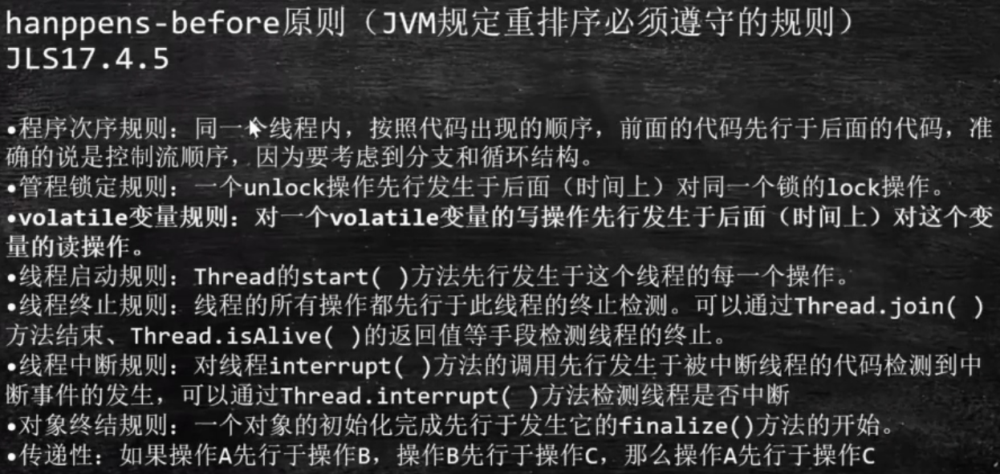 hanppens-before原则（JVM规定重排序必须遵守的规则）
JLS17.4.5
•程序次序规则：同一个线程内，按照代码出现的顺序，前面的代码先行于后面的代码，准
确的说是控制流顺序，因为要考虑到分支和循环结构。
•管程锁定规则：一个unlock操作先行发生于后面（时间上）对同一个锁的lock操作。
•volatile变量规则：对一个volatile变量的写操作先行发生于后面（时间上）对这个变
量的读操作。
•线程启动规则：Thread的start( )方法先行发生于这个线程的每一个操作。
•线程终止规则：线程的所有操作都先行于此线程的终止检测。可以通过Thread.join( )
方法结束、Thread.isAlive( )的返回值等手段检测线程的终止。
•线程中断规则：对线程interrupt( )方法的调用先行发生于被中断线程的代码检测到中
断事件的发生，可以通过Thread.interrupt( )方法检测线程是否中断
•对象终结规则：一个对象的初始化完成先行于发生它的finalize()方法的开始。
•传递性：如果操作A先行于操作B，操作B先行于操作C，那么操作A先行于操作C